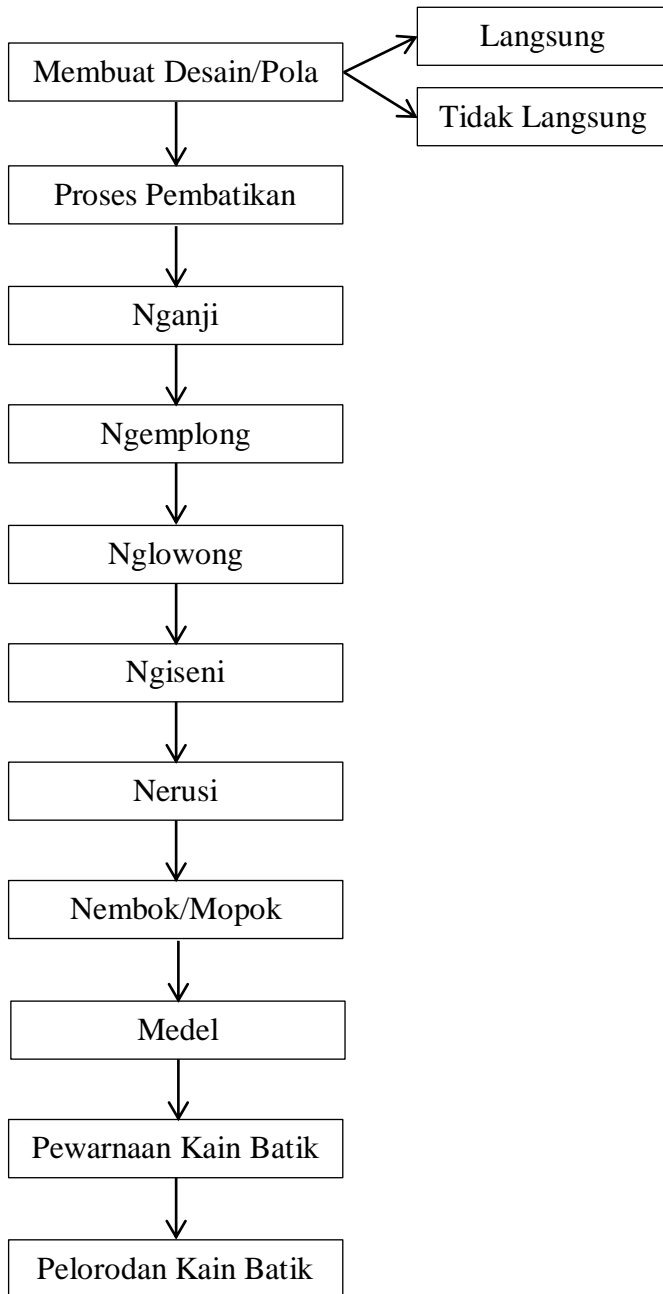 Langsung
Membuat Desain/Pola
Tidak Langsung
Proses Pembatikan
Nganji
Ngemplong
Nglowong
Ngiseni
Nerusi
Nembok/Mopok
Medel
Pewarnaan Kain Batik
Pelorodan Kain Batik